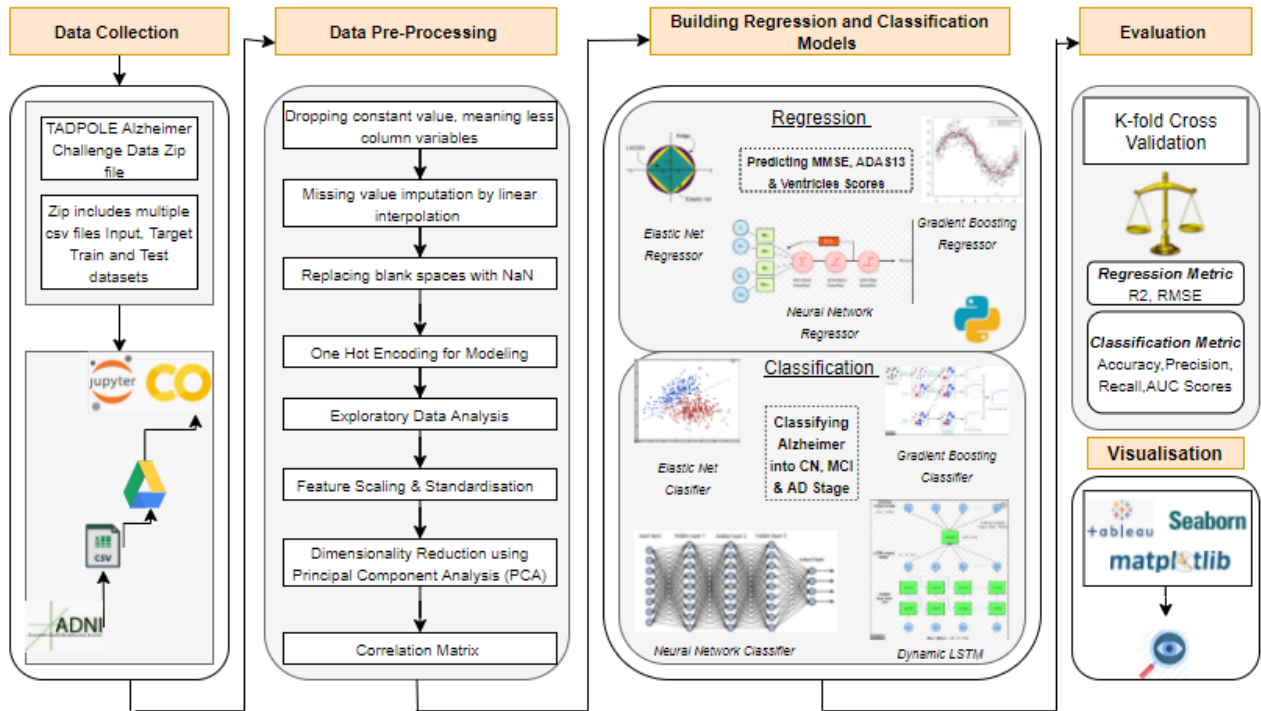 Data Collection
TADPOLE Alzheimer
Challenge Data Zip
file
Zip includes multiple
csv files Input, Target
Train and Test
datasets
jupyter
CO
CSV
ADNI
Data Pre-Processing
Dropping constant value, meaning less
column variables
Missing value imputation by linear
interpolation
Replacing blank spaces with NaN
One Hot Encoding for Modeling
Exploratory Data Analysis
Feature Scaling & Standardisation
Dimensionality Reduction using
Principal Component Analysis (PCA)
Correlation Matrix
Building Regression and Classification
Models
Regression
Predicting MMSE, ADAS13
& Ventricles Scores
Elastic Net
Regressor
Gradient Boosting
Regressor
Neural Network
Regressor
Classification
Classifying
Alzheimer
into CN, MCI
& AD Stage
Elastic Net
Clasifier
Gradient Boosting
Classifier
Neural Network Classifier
Dynamic LSTM
Evaluation
K-fold Cross
Validation
Regression Metric
R2, RMSE
Classification Metric
Accuracy,Precision,
Recall,AUC Scores
Visualisation
+ableau
Seaborn
matplotlib